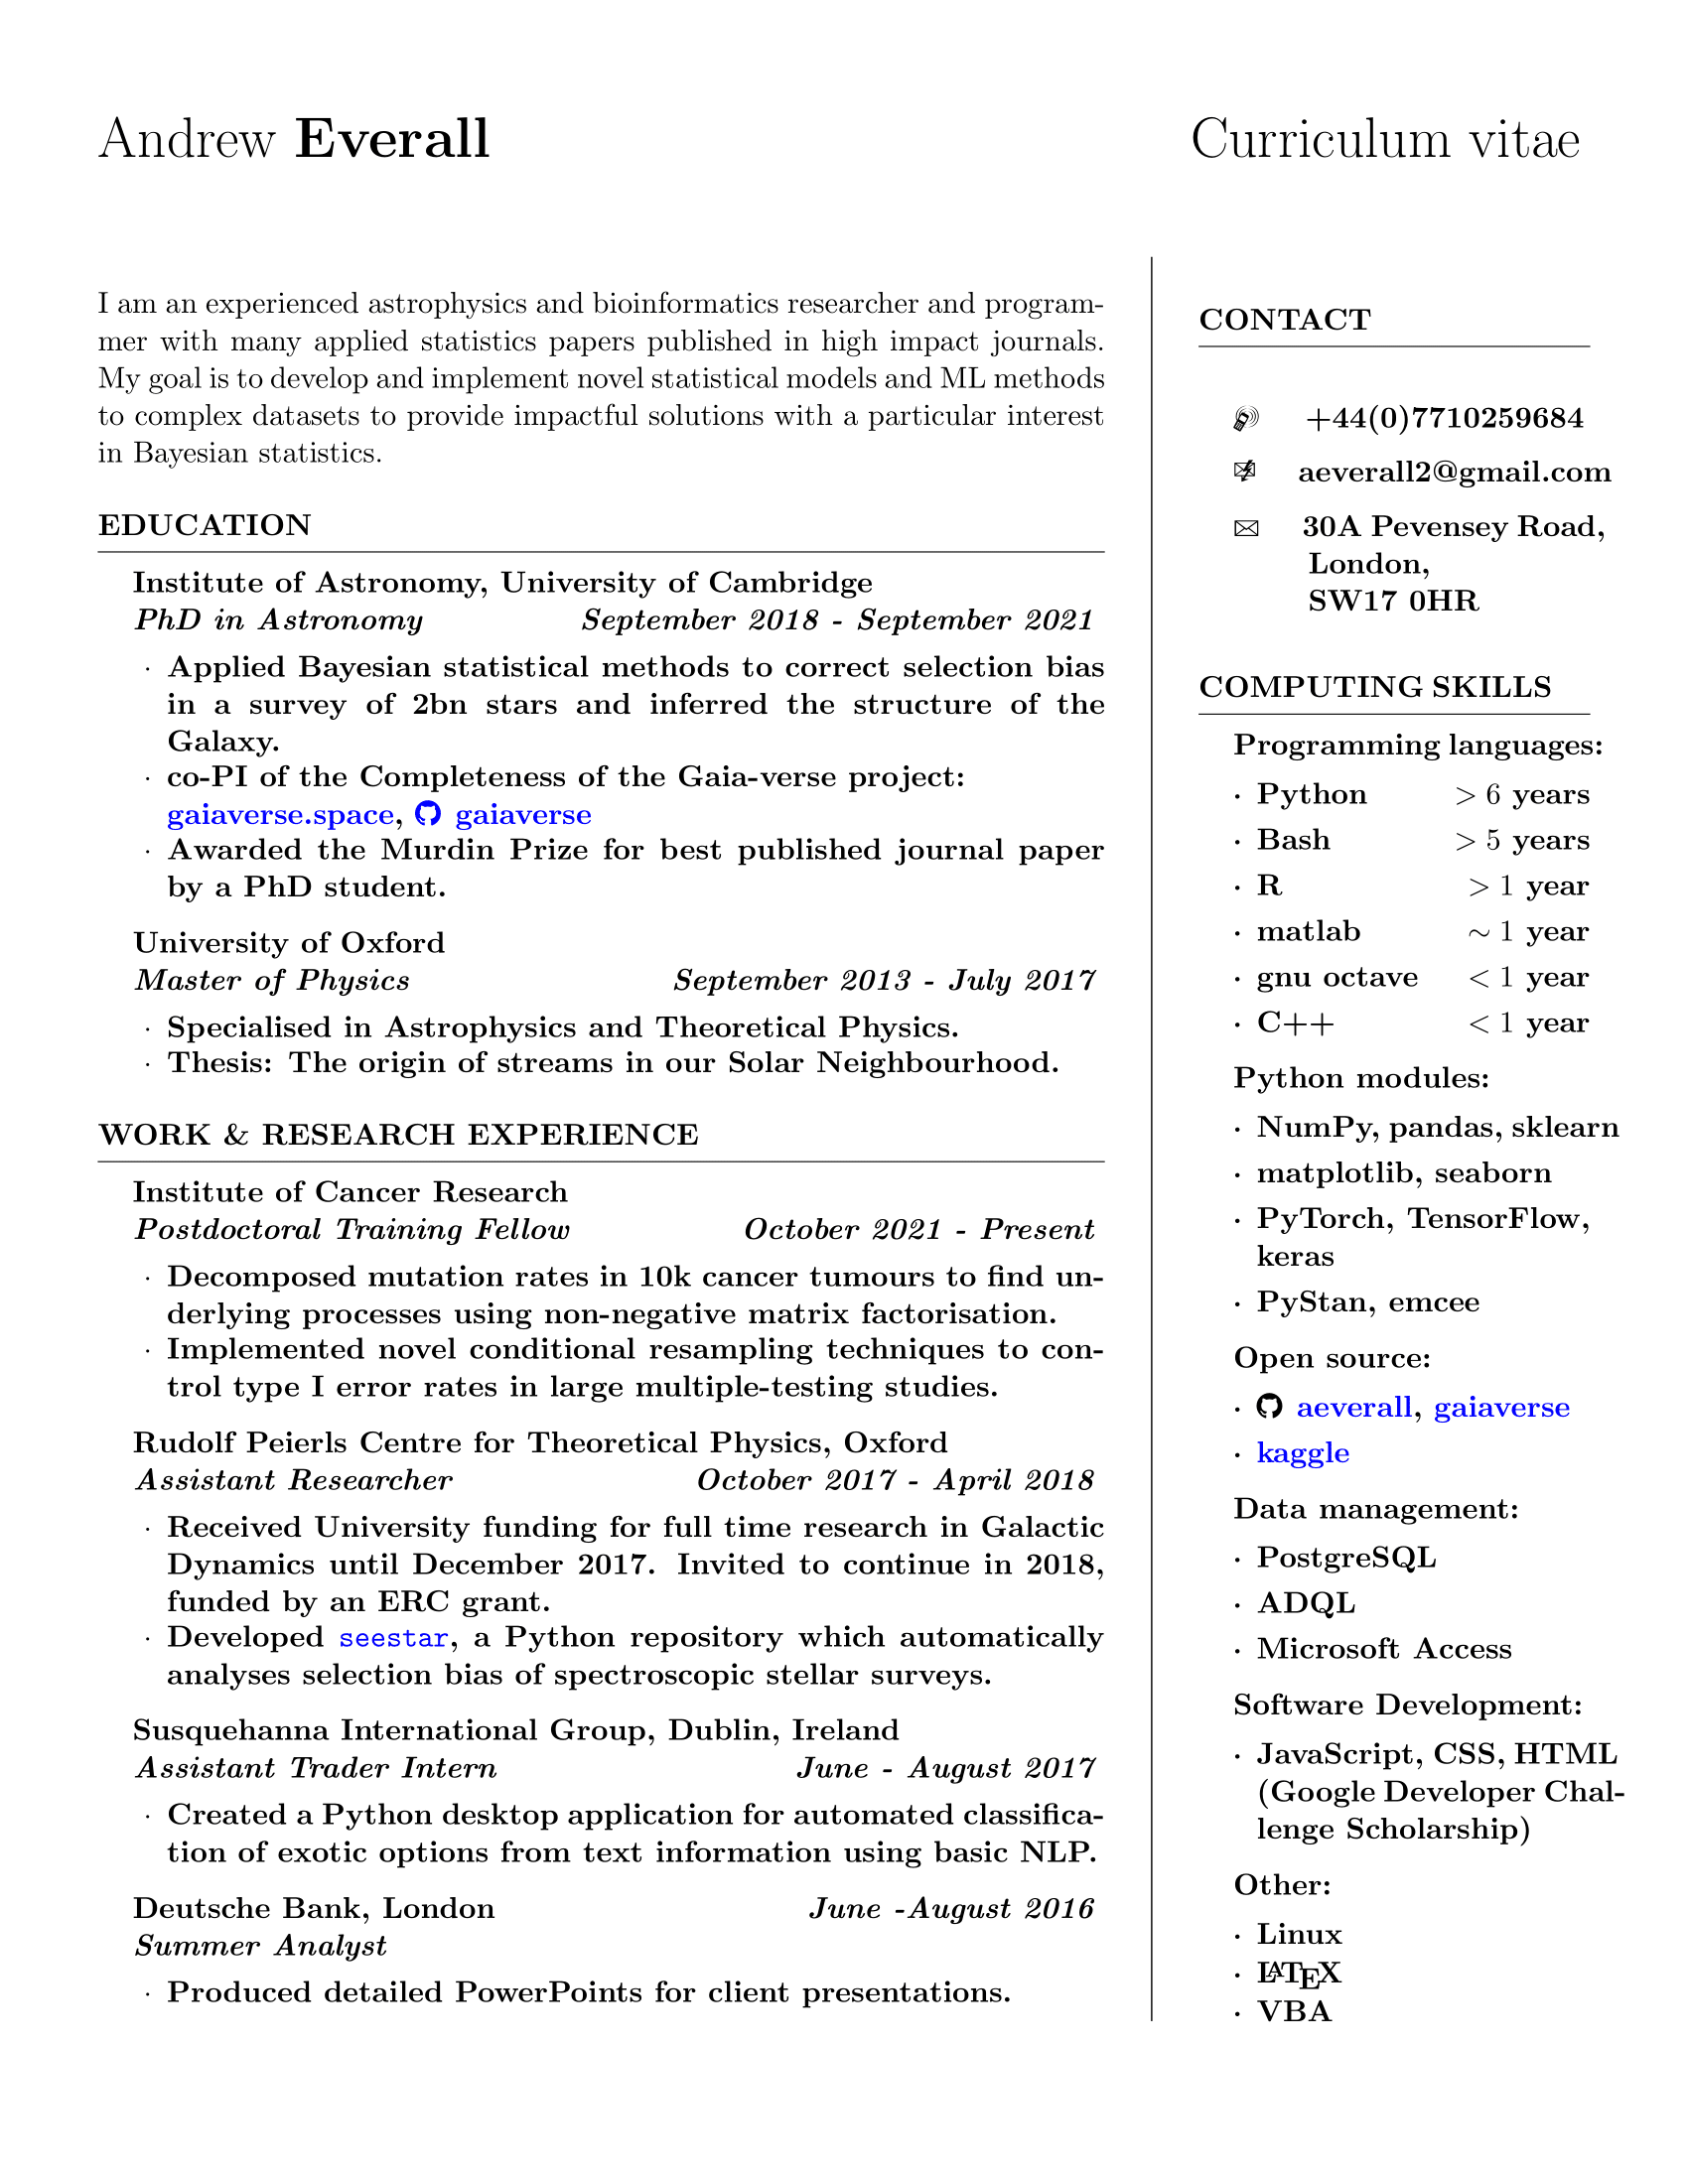 Andrew Everall
Curriculum vitae
I am an experienced astrophysics and bioinformatics researcher and program-
mer with many applied statistics papers published in high impact journals.
My goal is to develop and implement novel statistical models and ML methods
to complex datasets to provide impactful solutions with a particular interest
in Bayesian statistics.
EDUCATION
Institute of Astronomy, University of Cambridge
PhD in Astronomy September 2018 - September 2021
· Applied Bayesian statistical methods to correct selection bias
in a survey of 2bn stars and inferred the structure of the
Galaxy.
· co-PI of the Completeness of the Gaia-verse project:
gaiaverse.space, gaiaverse
· Awarded the Murdin Prize for best published journal paper
by a PhD student.
University of Oxford
Master of Physics September 2013 - July 2017
· Specialised in Astrophysics and Theoretical Physics.
· Thesis: The origin of streams in our Solar Neighbourhood.
WORK & RESEARCH EXPERIENCE
Institute of Cancer Research
Postdoctoral Training Fellow October 2021 - Present
· Decomposed mutation rates in 10k cancer tumours to find un-
derlying processes using non-negative matrix factorisation.
· Implemented novel conditional resampling techniques to con-
trol type I error rates in large multiple-testing studies.
Rudolf Peierls Centre for Theoretical Physics, Oxford
Assistant Researcher October 2017 - April 2018
· Received University funding for full time research in Galactic
Dynamics until December 2017. Invited to continue in 2018,
funded by an ERC grant.
· Developed seestar, a Python repository which automatically
analyses selection bias of spectroscopic stellar surveys.
Susquehanna International Group, Dublin, Ireland
Assistant Trader Intern June - August 2017
· Created a Python desktop application for automated classifica-
tion of exotic options from text information using basic NLP.
Deutsche Bank, London June -August 2016
Summer Analyst
· Produced detailed PowerPoints for client presentations.
CONTACT
+44(0)7710259684
aeverall2@gmail.com
30A Pevensey Road,
London,
SW17 0HR
COMPUTING SKILLS
Programming languages:
· Python > 6 years
· Bash > 5 years
· R > 1 year
· matlab ∼ 1 year
· gnu octave < 1 year
· C++ < 1 year
Python modules:
· NumPy, pandas, sklearn
· matplotlib, seaborn
· PyTorch, TensorFlow,
keras
· PyStan, emcee
Open source:
· aeverall, gaiaverse
· kaggle
Data management:
· PostgreSQL
· ADQL
· Microsoft Access
Software Development:
· JavaScript, CSS, HTML
(Google Developer Chal-
lenge Scholarship)
Other:
· Linux
· LATEX
· VBA